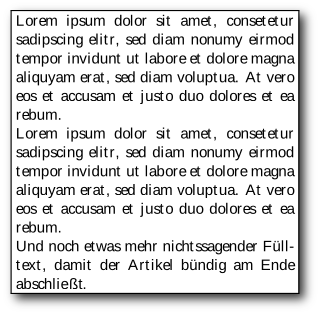 Lorem ipsum dolor sit amet, consetetur
sadipscing elitr, sed diam nonumy eirmod
tempor invidunt ut labore et dolore magna
aliquyam erat, sed diam voluptua. At vero
eos et accusam et justo duo dolores et ea
rebum.
Lorem ipsum dolor sit amet, consetetur
sadipscing elitr, sed diam nonumy eirmod
tempor invidunt ut labore et dolore magna
aliquyam erat, sed diam voluptua. At vero
eos et accusam et justo duo dolores et ea
rebum.
Und noch etwas mehr nichtssagender Füll-
text, damit der Artikel bündig am Ende
abschließt.